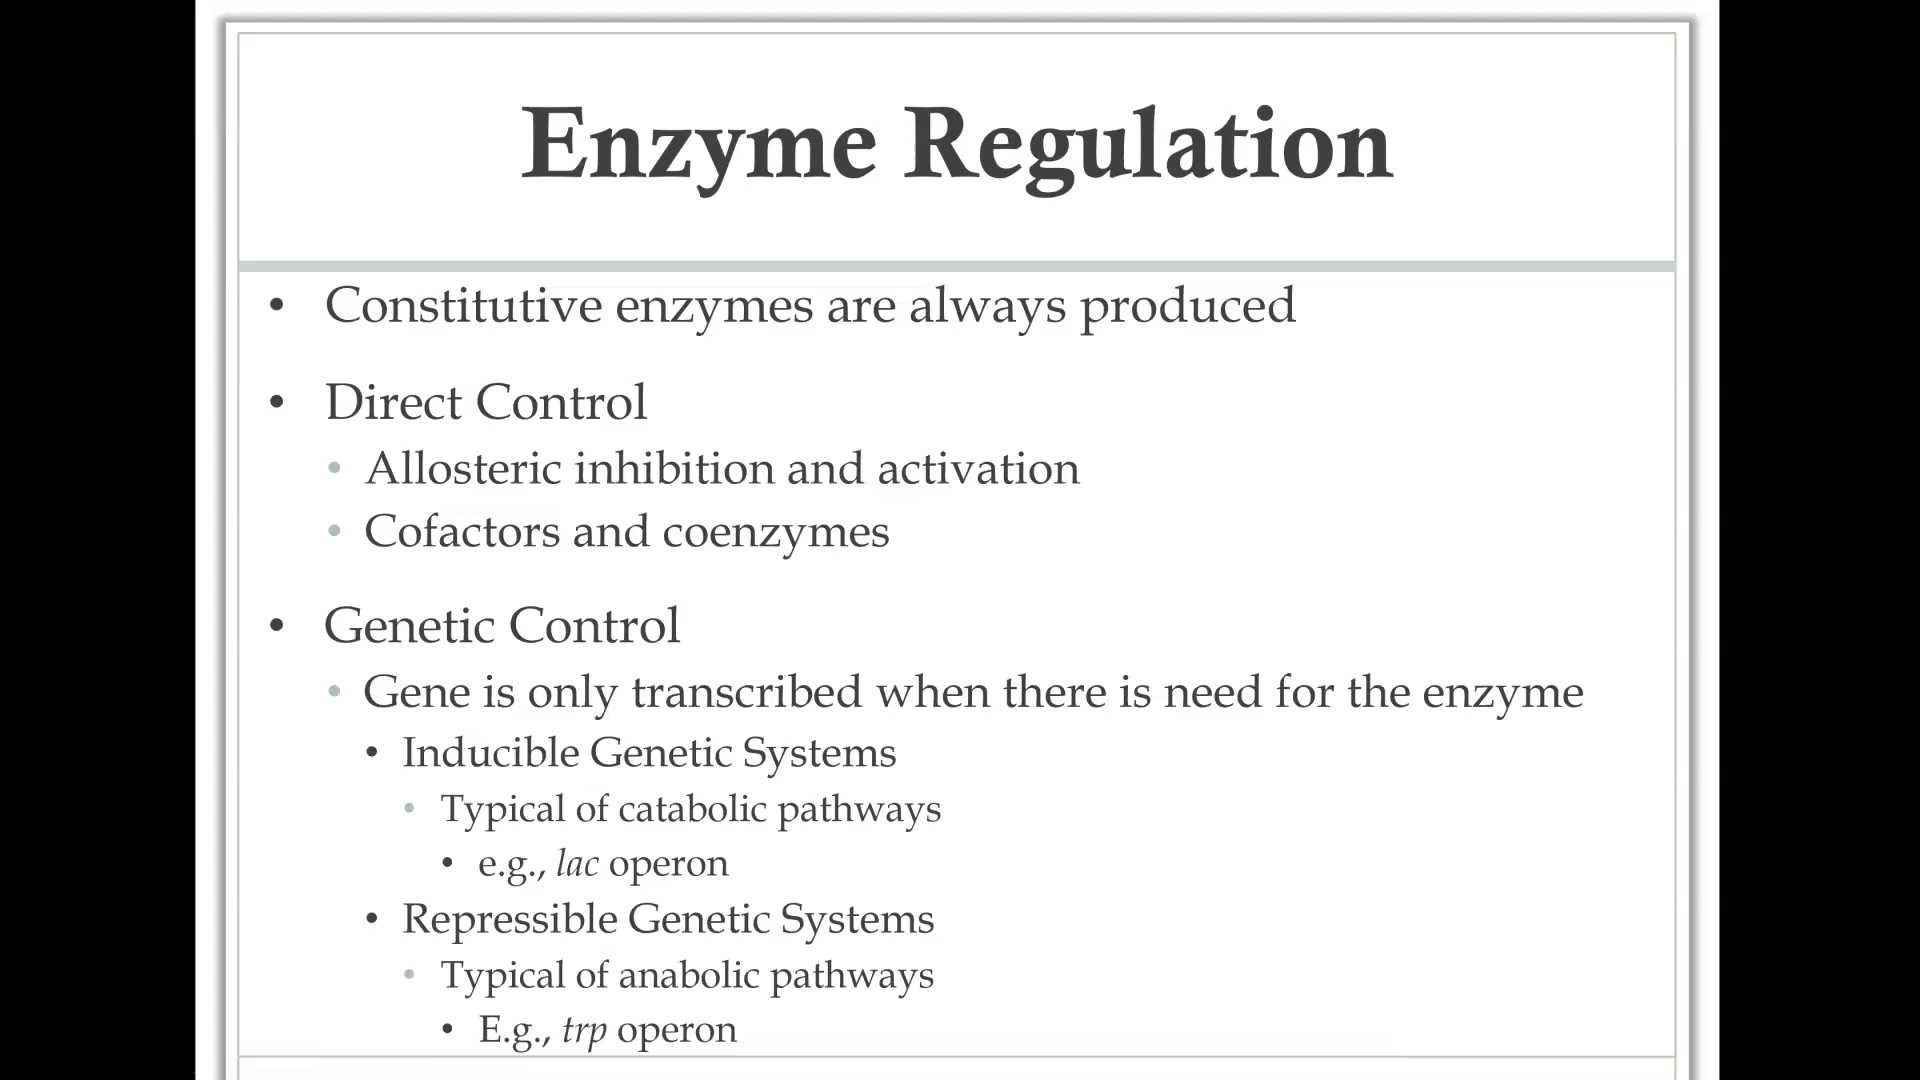 Enzyme Regulation
• Constitutive enzymes are always produced
• Direct Control
• Allosteric inhibition and activation
• Cofactors and coenzymes
• Genetic Control
• Gene is only transcribed when there is need for the enzyme
• Inducible Genetic Systems
• Typical of catabolic pathways
• e.g., lac operon
• Repressible Genetic Systems
• Typical of anabolic pathways
• E.g., trp operon